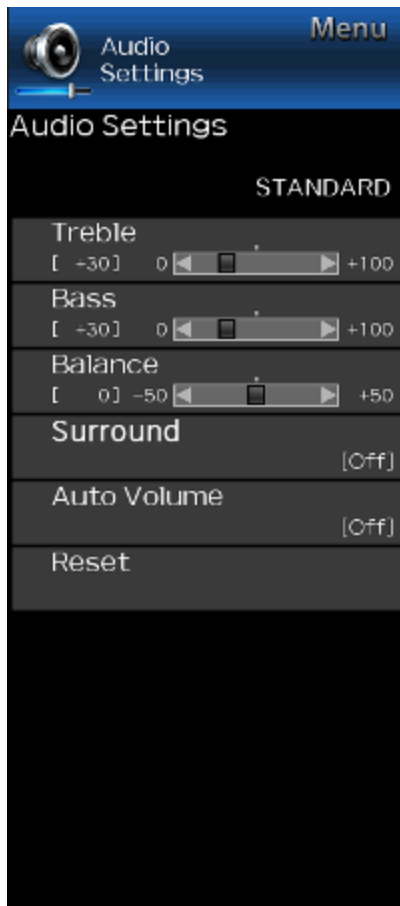 Menu
Audio
Settings
Audio Settings
STANDARD
Treble
[ +30] 0 +100
Bass
[ +30] 0 +100
Balance
[ 0] -50 +50
Surround
[Off]
Auto Volume
[Off]
Reset